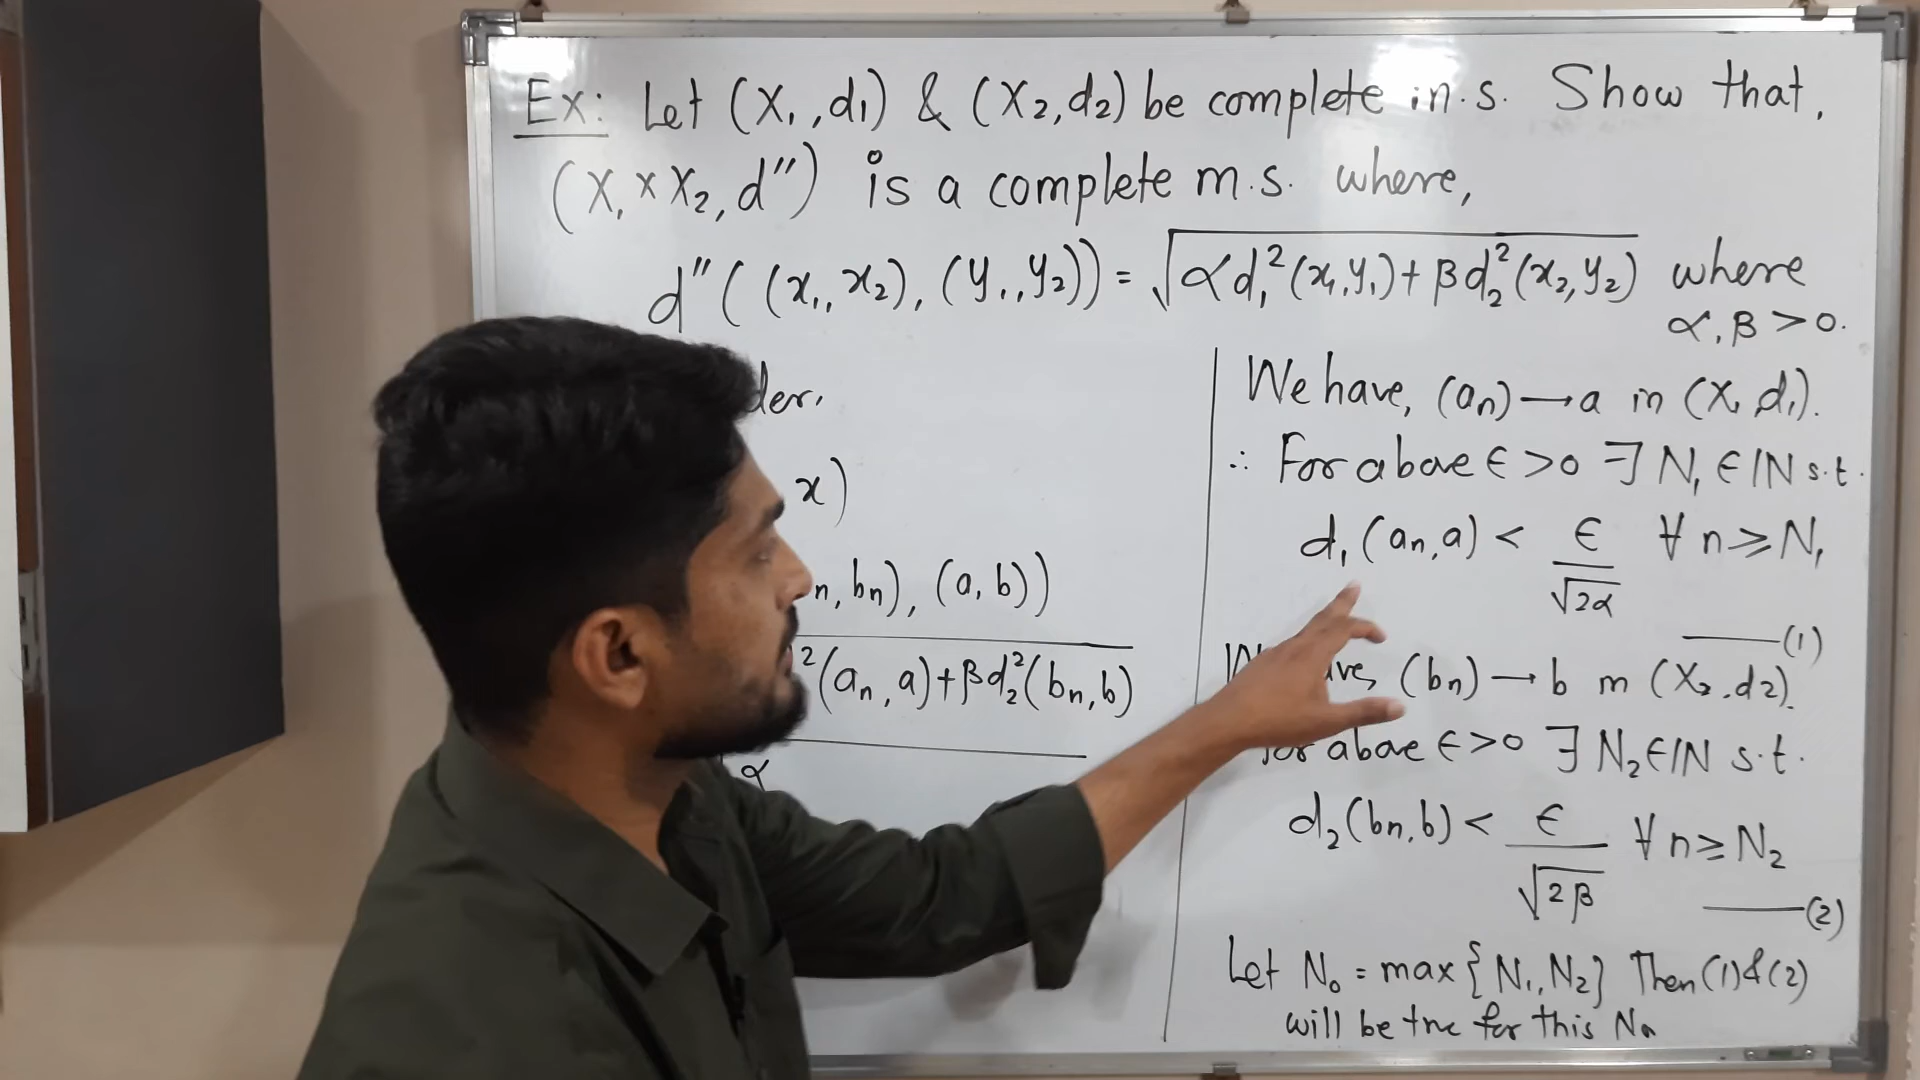 Ex: Let (X₁, d₁) & (X₂, d₂) be complete m.s. Show that,
(X₁ × X₂, d″) is a complete m.s. where,
d″((x₁, x₂), (y₁, y₂)) = √(αd₁²(x₁, y₁) + βd₂²(x₂, y₂)) where
α, β > 0.
x)
n, bn), (a, b))
²(an, a) + βd₂²(bn, b)
α
We have, (an) → a in (X₁ d₁).
∴ For above ϵ > 0 ∃ N₁ ∈ IN s.t.
d₁(an, a) < ϵ/√2α ∀ n ≥ N₁
——(1)
(bn) → b in (X₂, d₂).
for above ϵ > 0 ∃ N₂ ∈ IN s.t.
d₂(bn, b) < ϵ/√2β ∀ n ≥ N₂
——(2)
Let N₀ = max{N₁, N₂} Then (1) & (2)
will be true for this N₀